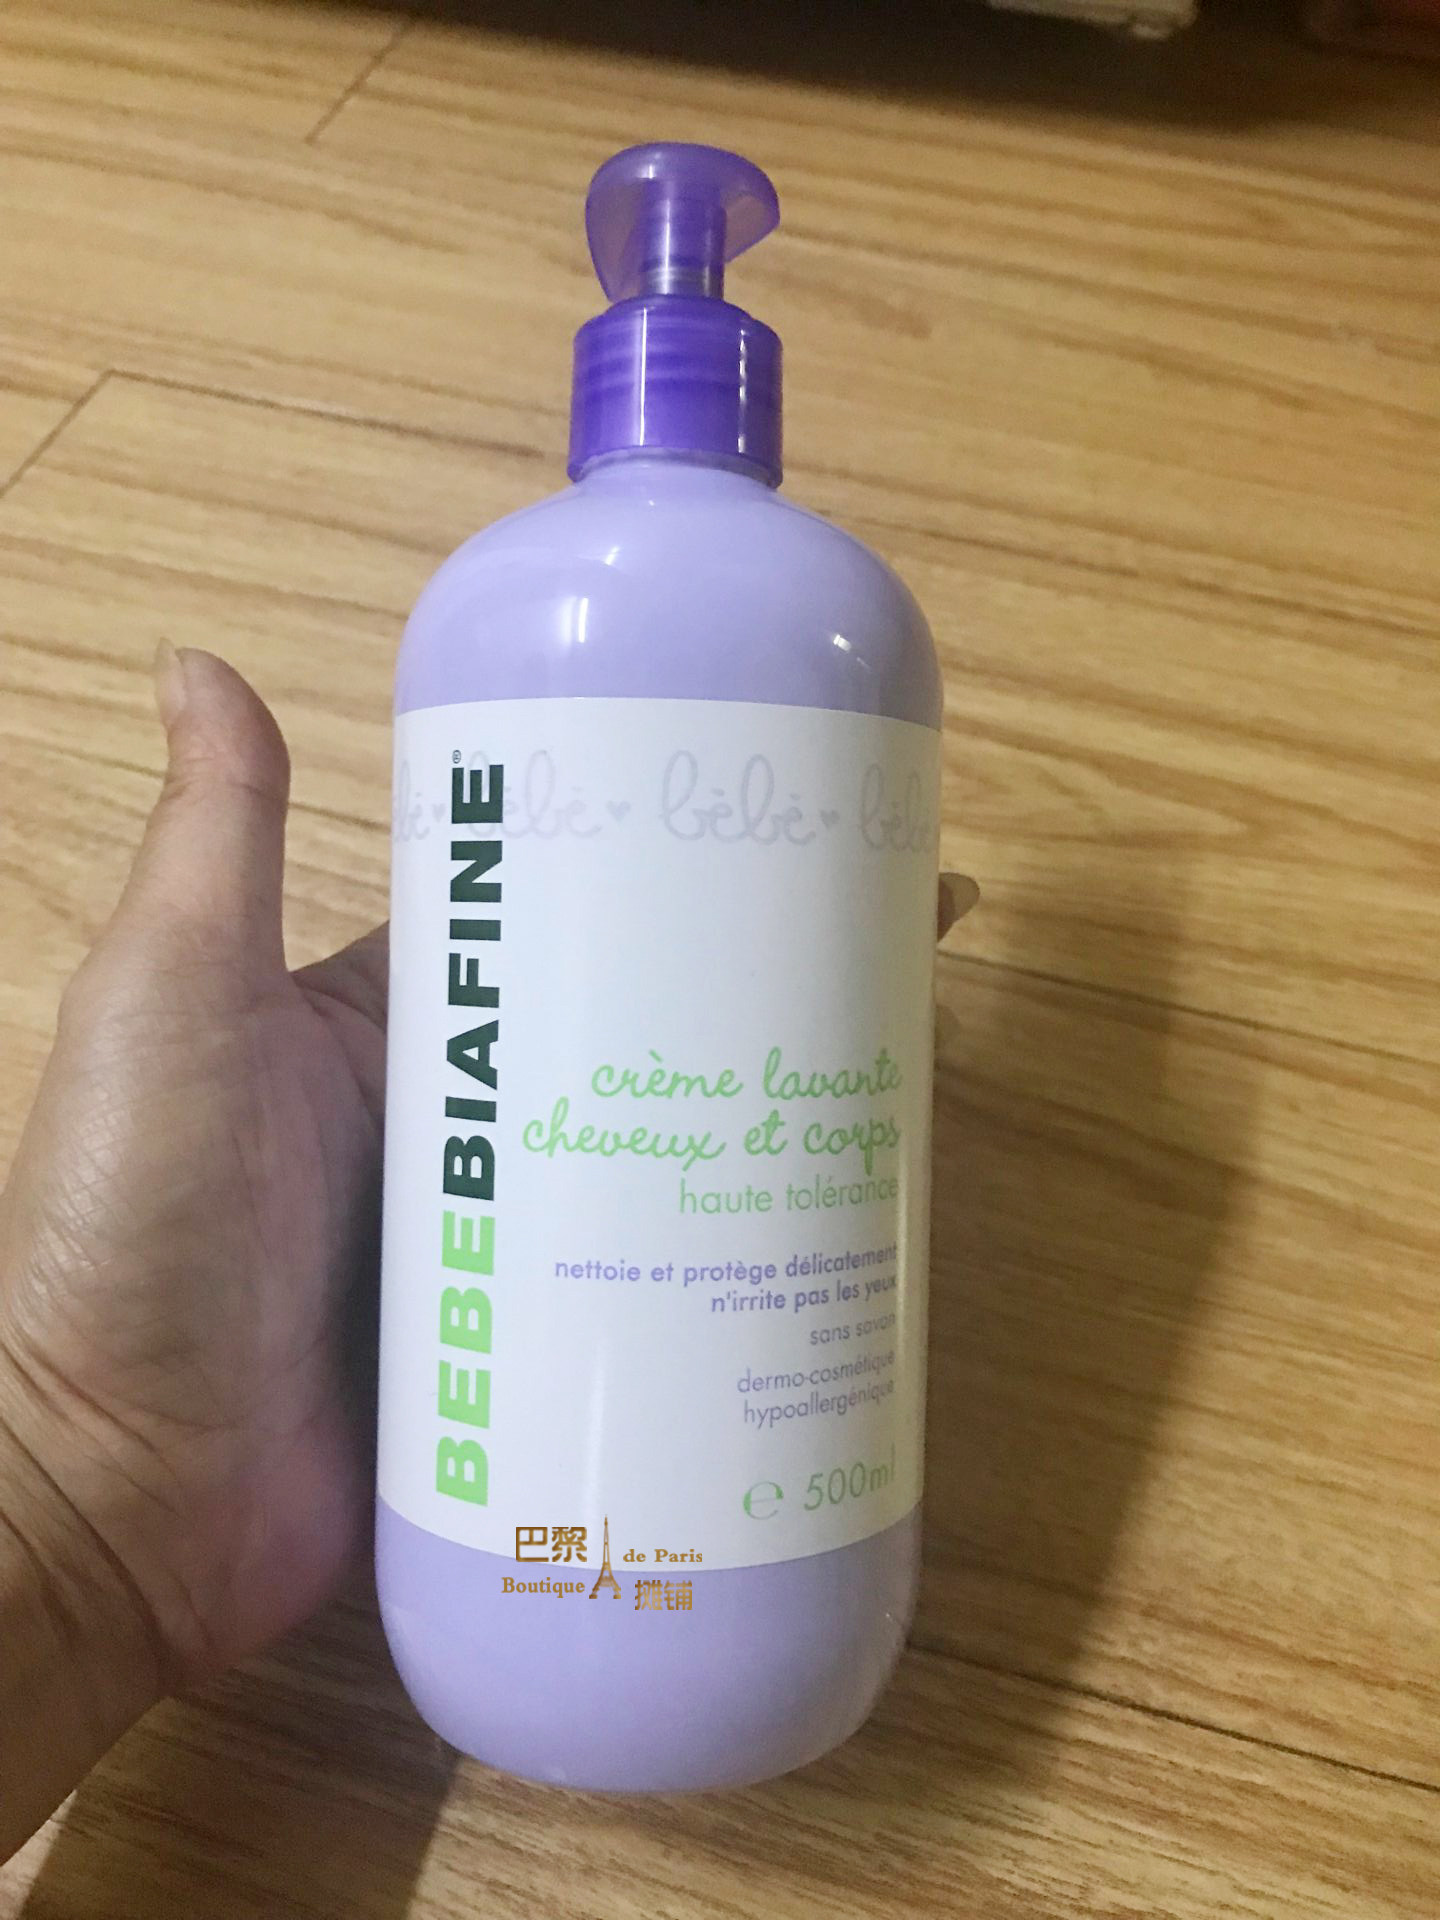 bébé ♥ bébé ♥ bébé ♥ bébé
BEBEBIAFINE®
crème lavante
cheveux et corps
haute tolérance
nettoie et protège délicatement
n'irrite pas les yeux
sans savon
dermo-cosmétique
hypoallergénique
℮ 500ml
巴黎 de Paris
Boutique 摊铺